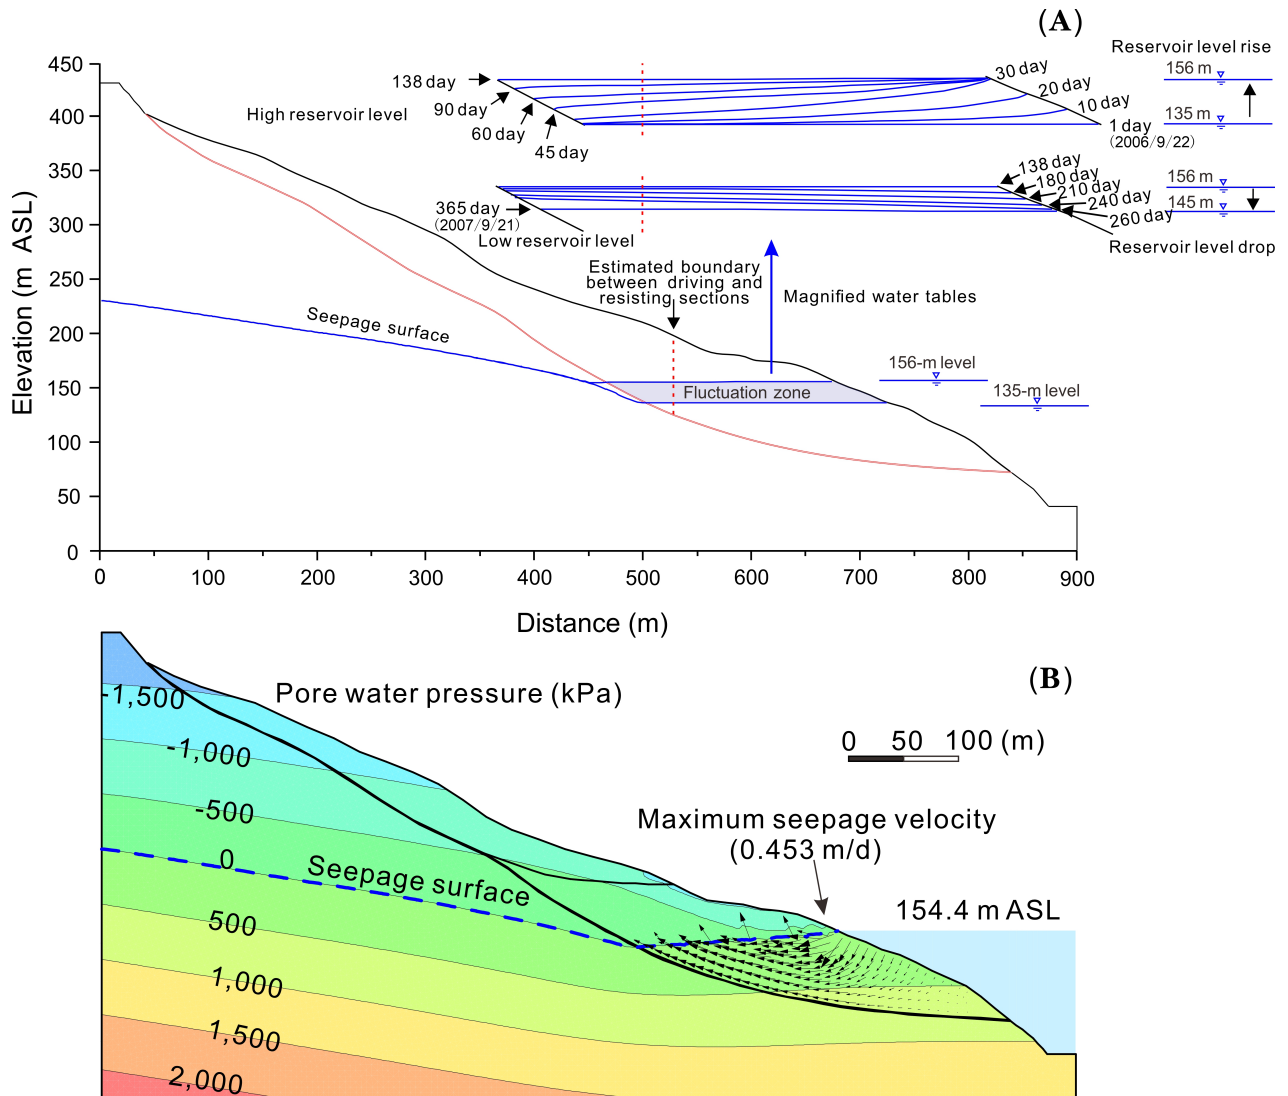 (A)
Reservoir level rise
450
400
350
300
250
200
150
100
50
0
Elevation (m ASL)
High reservoir level
138 day
90 day
60 day
45 day
30 day
20 day
10 day
1 day
(2006/9/22)
156 m
135 m
138 day
180 day
210 day
240 day
260 day
156 m
145 m
365 day
(2007/9/21)
Low reservoir level
Reservoir level drop
Estimated boundary
between driving and
resisting sections
Magnified water tables
Seepage surface
Fluctuation zone
156-m level
135-m level
0 100 200 300 400 500 600 700 800 900
Distance (m)
(B)
Pore water pressure (kPa)
0 50 100 (m)
-1,500
-1,000
-500
0
500
1,000
1,500
2,000
Seepage surface
Maximum seepage velocity
(0.453 m/d)
154.4 m ASL